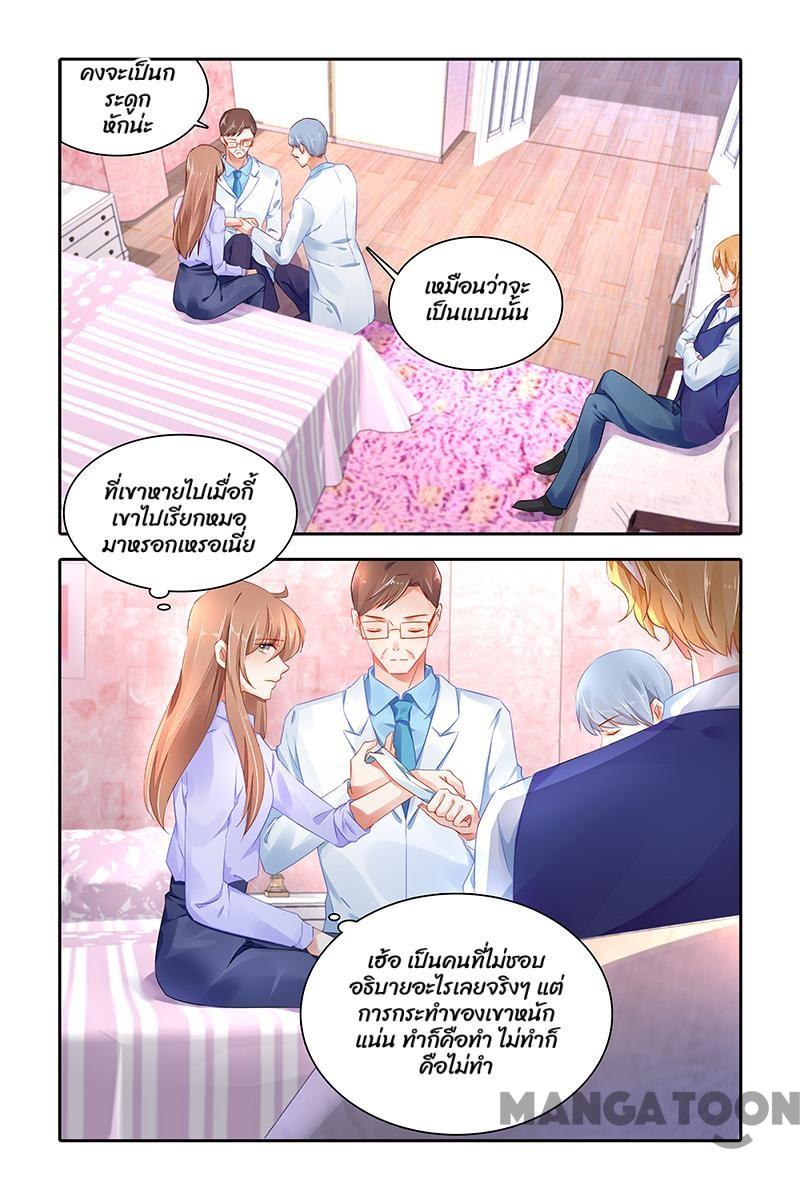 คงจะเป็นก
ระดูก
หักน่ะ
เหมือนว่าจะ
เป็นแบบนั้น
ที่เขาหายไปเมื่อกี้
เขาไปเรียกหมอ
มาหรอกเหรอเนี่ย
เฮ้อ เป็นคนที่ไม่ชอบ
อธิบายอะไรเลยจริงๆ แต่
การกระทำของเขาหนัก
แน่น ทำก็คือทำ ไม่ทำก็
คือไม่ทำ
MANGATOON